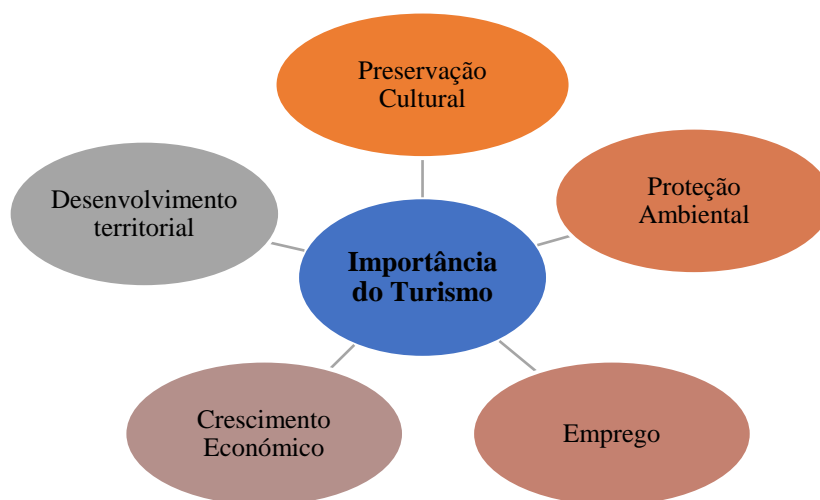 Preservação
Cultural
Desenvolvimento
territorial
Proteção
Ambiental
Importância
do Turismo
Crescimento
Económico
Emprego